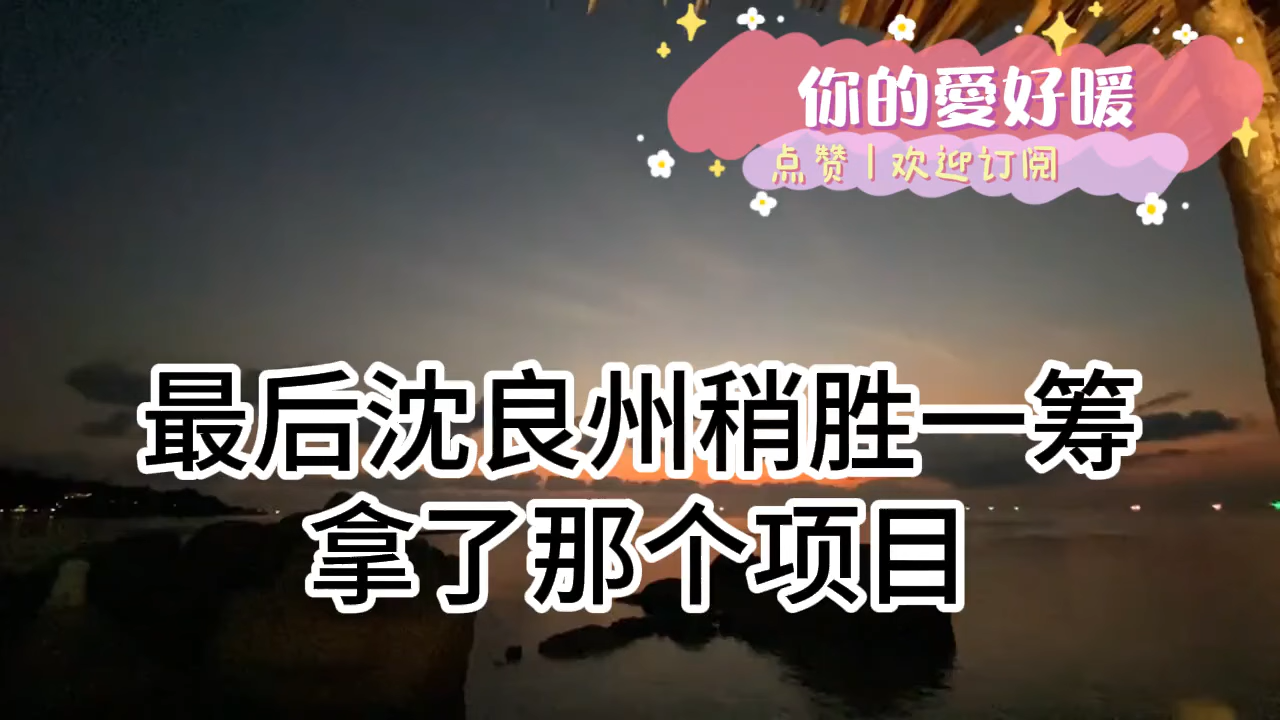 你的愛好暖
点赞 | 欢迎订阅
最后沈良州稍胜一筹
拿了那个项目